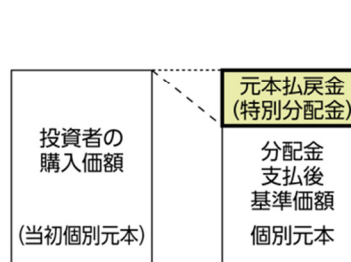 投資者の
購入価額
(当初個別元本)
元本払戻金
(特別分配金)
分配金
支払後
基準価額
個別元本